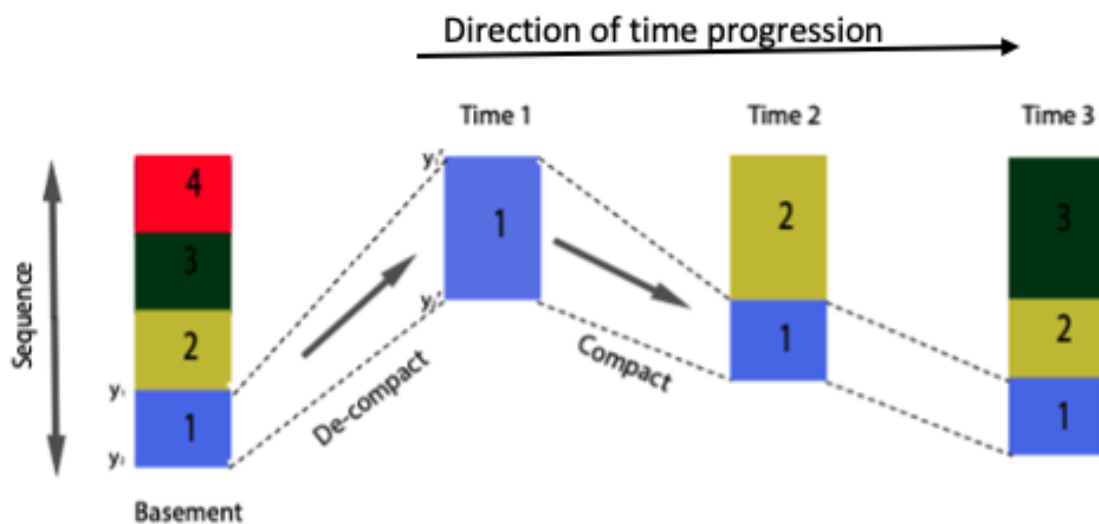 Direction of time progression
Time 1
Time 2
Time 3
Sequence
4
3
2
1
Basement
De-compact
1
Compact
2
1
3
2
1